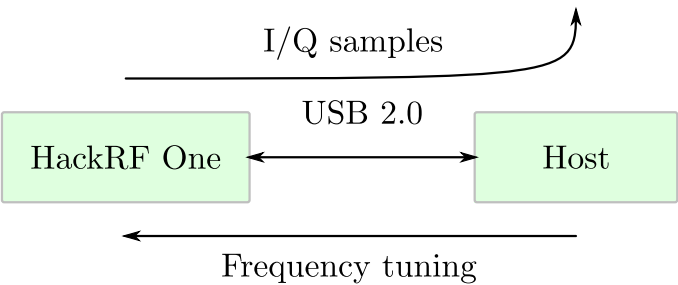 I/Q samples
USB 2.0
HackRF One
Host
Frequency tuning